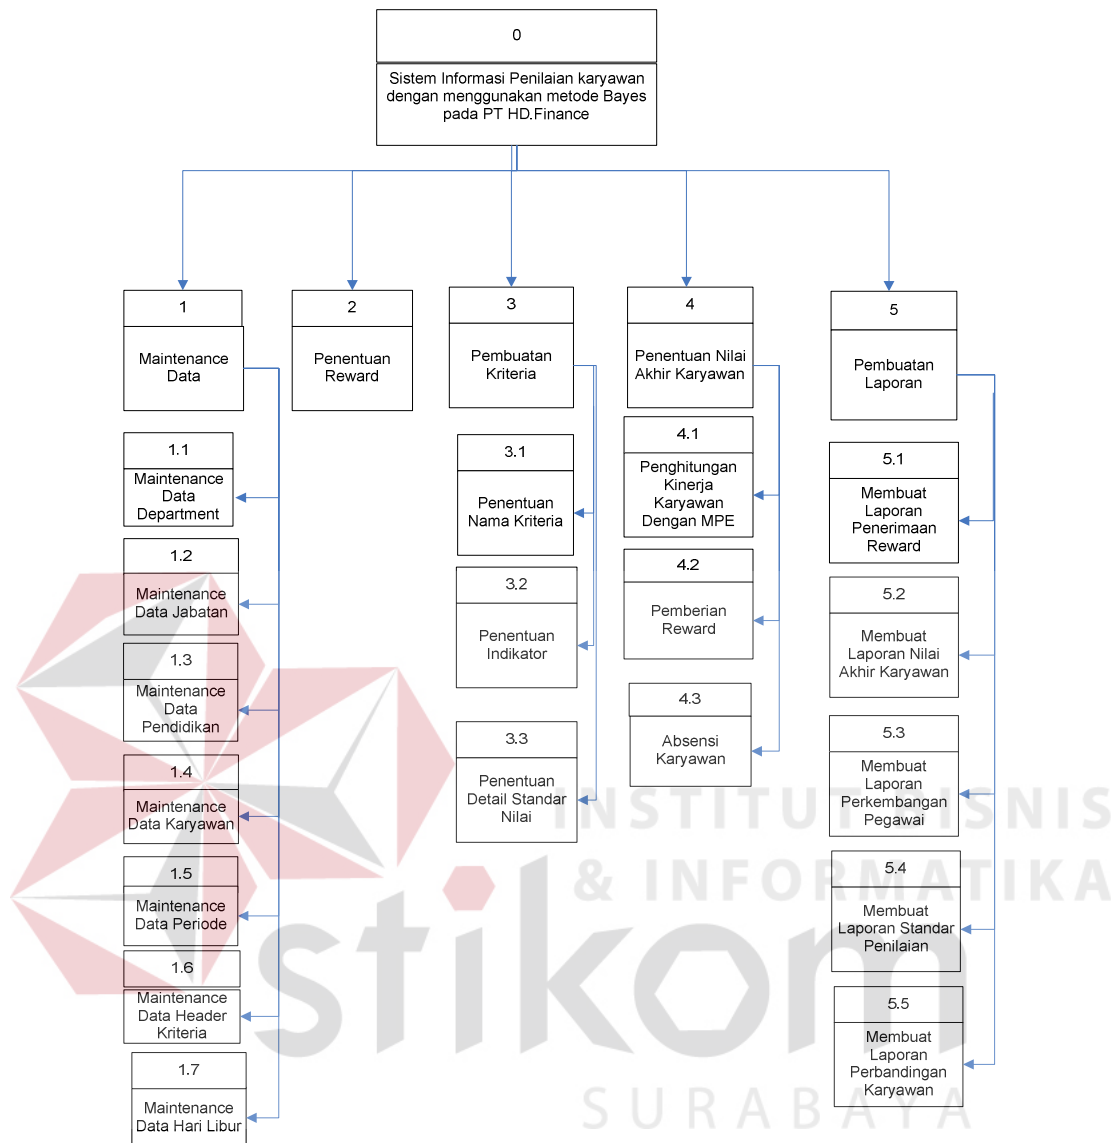 0
Sistem Informasi Penilaian karyawan
dengan menggunakan metode Bayes
pada PT HD.Finance
1
Maintenance
Data
2
Penentuan
Reward
3
Pembuatan
Kriteria
4
Penentuan Nilai
Akhir Karyawan
5
Pembuatan
Laporan
1.1
Maintenance
Data
Department
1.2
Maintenance
Data Jabatan
1.3
Maintenance
Data
Pendidikan
1.4
Maintenance
Data Karyawan
1.5
Maintenance
Data Periode
1.6
Maintenance
Data Header
Kriteria
1.7
Maintenance
Data Hari Libur
3.1
Penentuan
Nama Kriteria
3.2
Penentuan
Indikator
3.3
Penentuan
Detail Standar
Nilai
4.1
Penghitungan
Kinerja
Karyawan
Dengan MPE
4.2
Pemberian
Reward
4.3
Absensi
Karyawan
5.1
Membuat
Laporan
Penerimaan
Reward
5.2
Membuat
Laporan Nilai
Akhir Karyawan
5.3
Membuat
Laporan
Perkembangan
Pegawai
5.4
Membuat
Laporan Standar
Penilaian
5.5
Membuat
Laporan
Perbandingan
Karyawan
INSTITUT BISNIS
& INFORMATIKA
stikom
SURABAYA